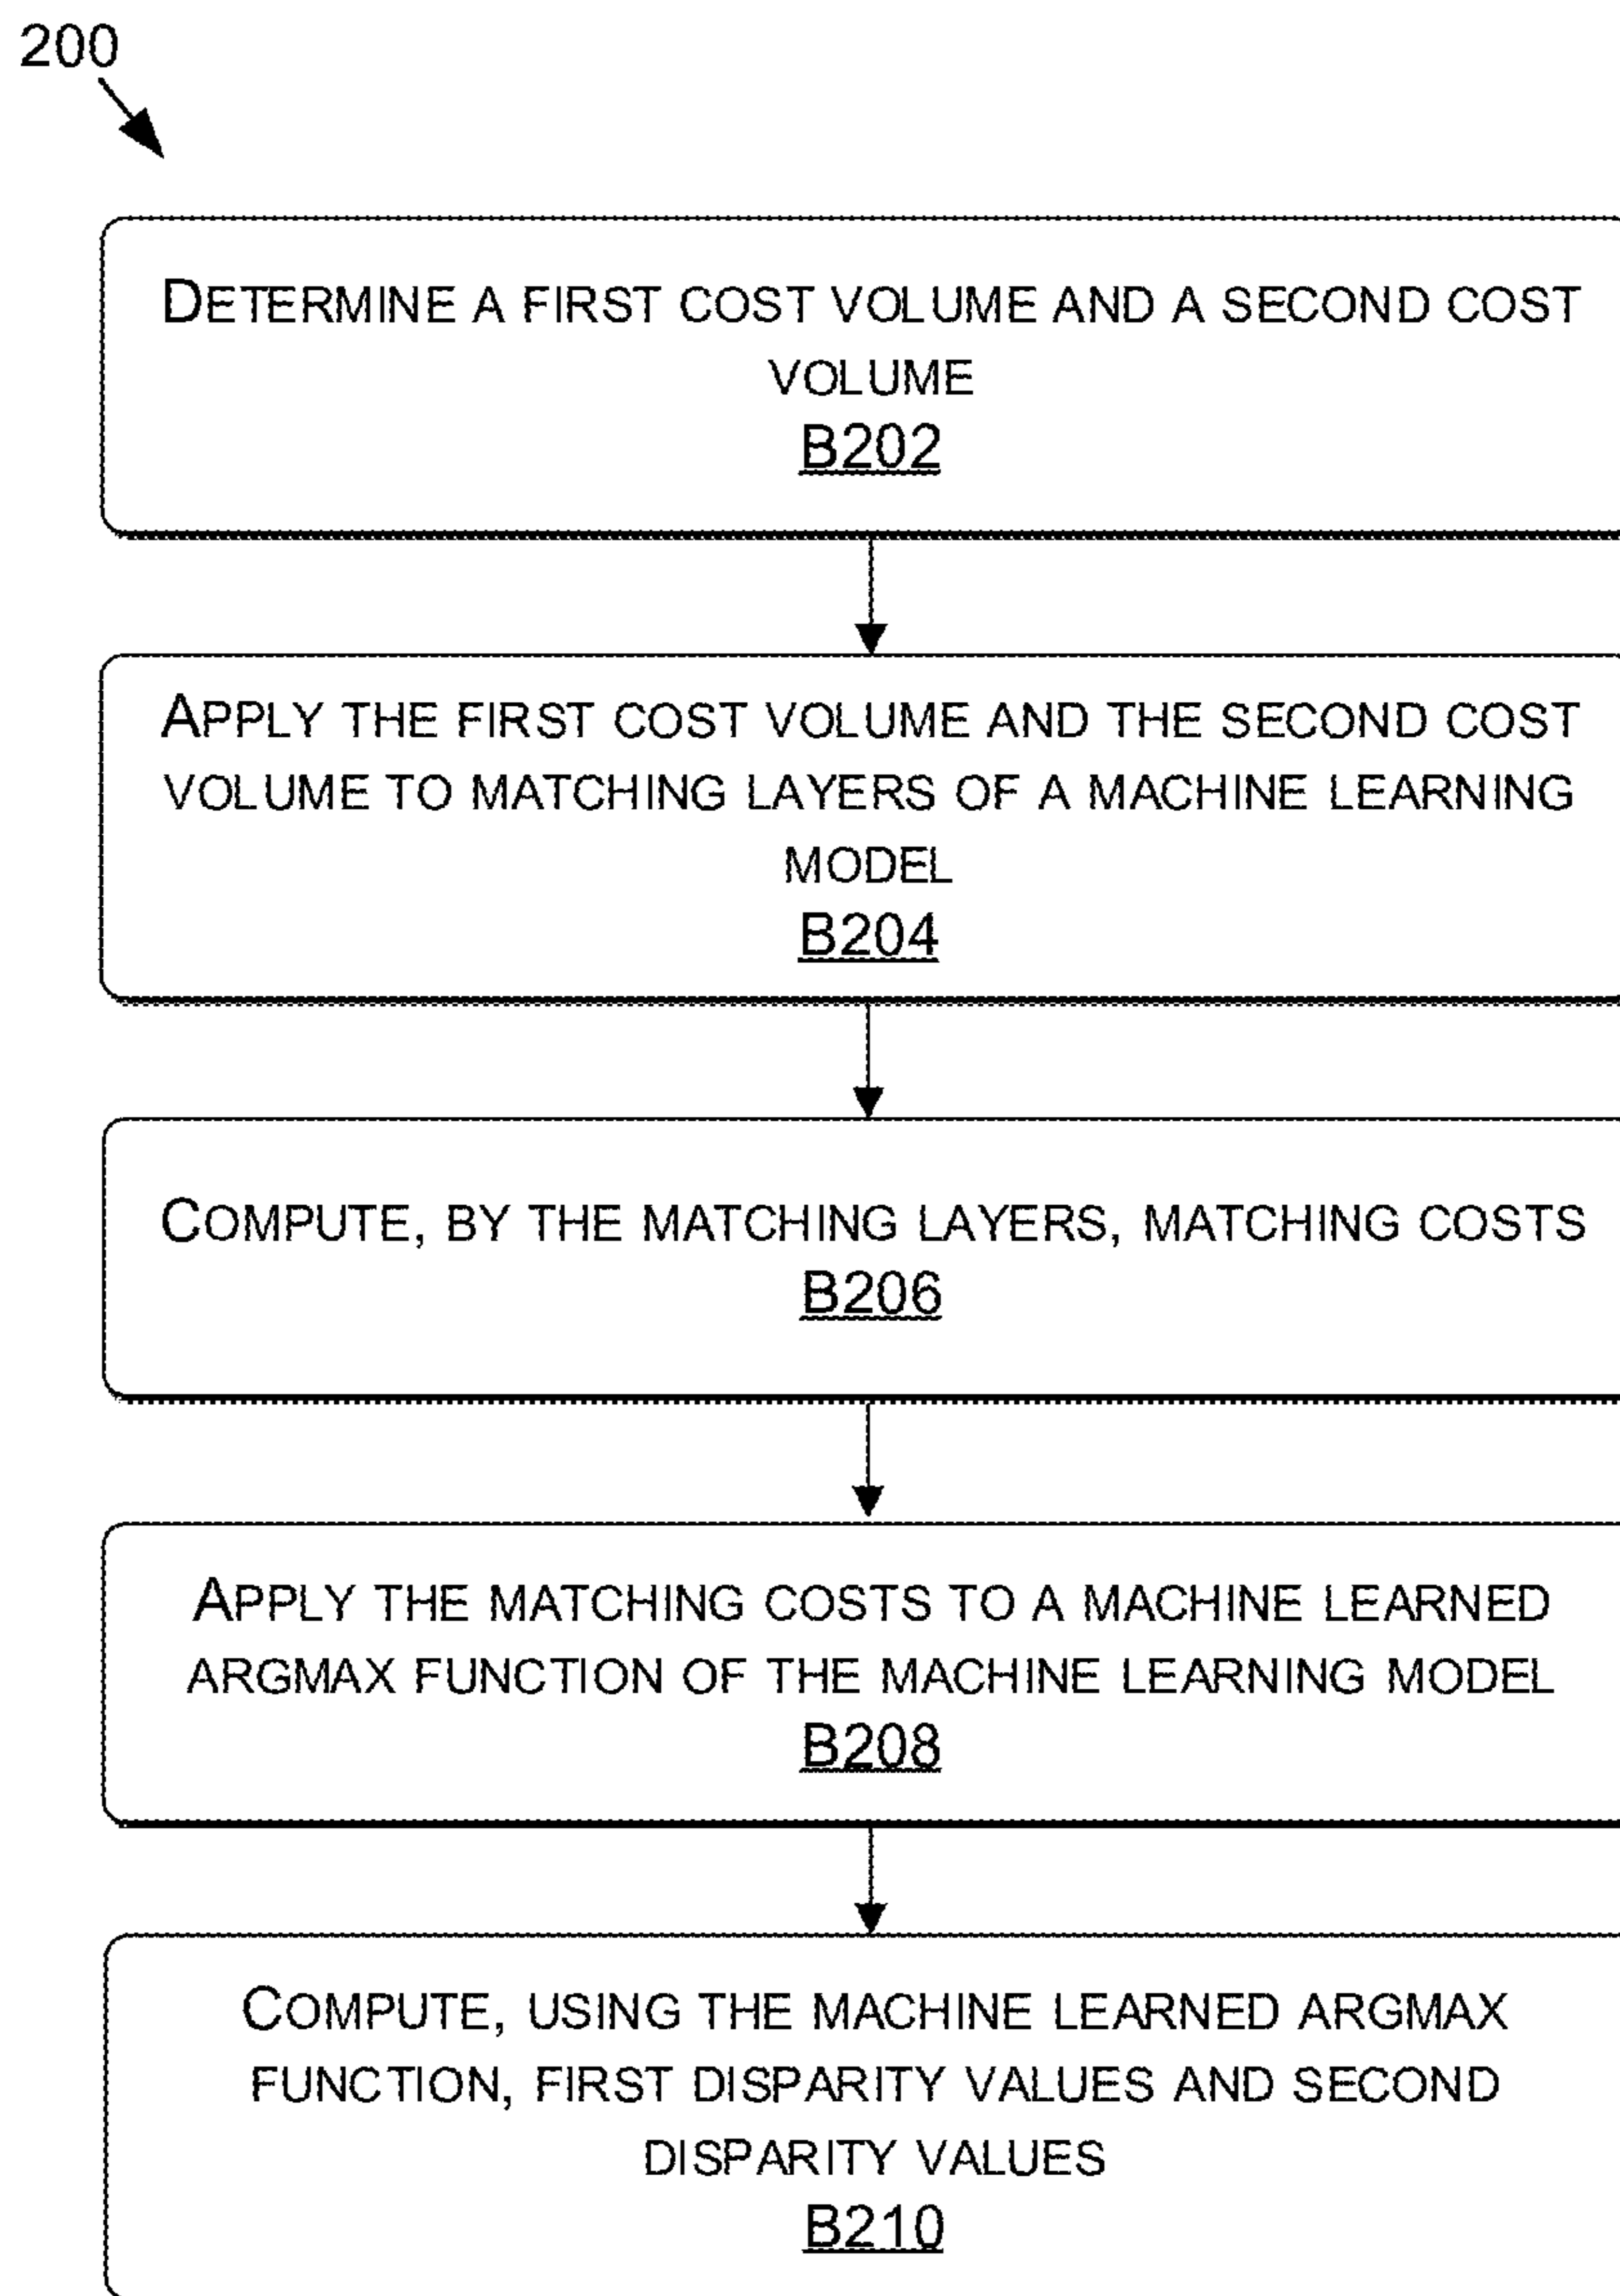 200
DETERMINE A FIRST COST VOLUME AND A SECOND COST
VOLUME
B202
APPLY THE FIRST COST VOLUME AND THE SECOND COST
VOLUME TO MATCHING LAYERS OF A MACHINE LEARNING
MODEL
B204
COMPUTE, BY THE MATCHING LAYERS, MATCHING COSTS
B206
APPLY THE MATCHING COSTS TO A MACHINE LEARNED
ARGMAX FUNCTION OF THE MACHINE LEARNING MODEL
B208
COMPUTE, USING THE MACHINE LEARNED ARGMAX
FUNCTION, FIRST DISPARITY VALUES AND SECOND
DISPARITY VALUES
B210